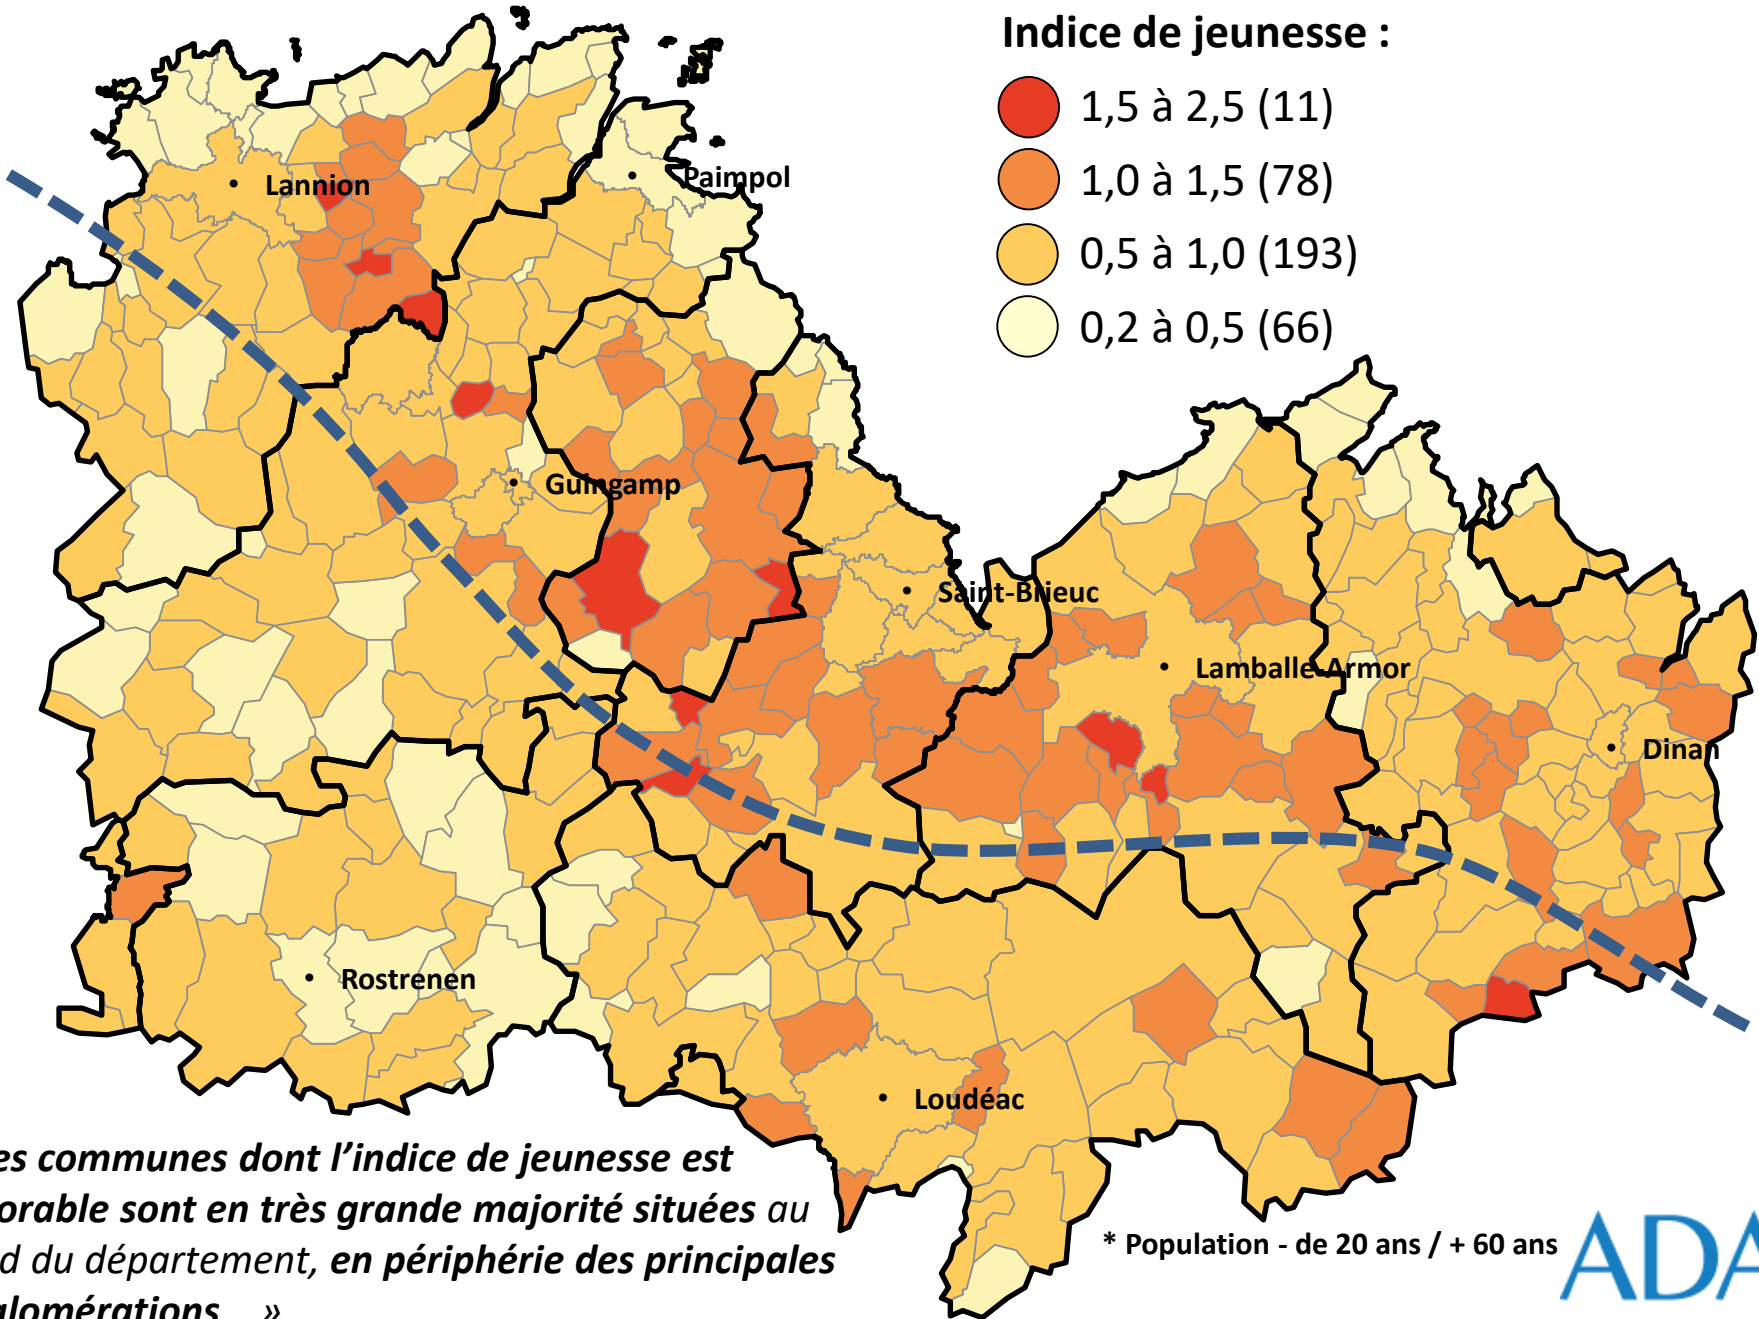 Indice de jeunesse :
1,5 à 2,5 (11)
1,0 à 1,5 (78)
0,5 à 1,0 (193)
0,2 à 0,5 (66)
Lannion
Paimpol
Guingamp
Saint-Brieuc
Lamballe-Armor
Dinan
Rostrenen
Loudéac
es communes dont l'indice de jeunesse est
orable sont en très grande majorité situées au
d du département, en périphérie des principales
glomérations ... »
* Population - de 20 ans / + 60 ans
ADA